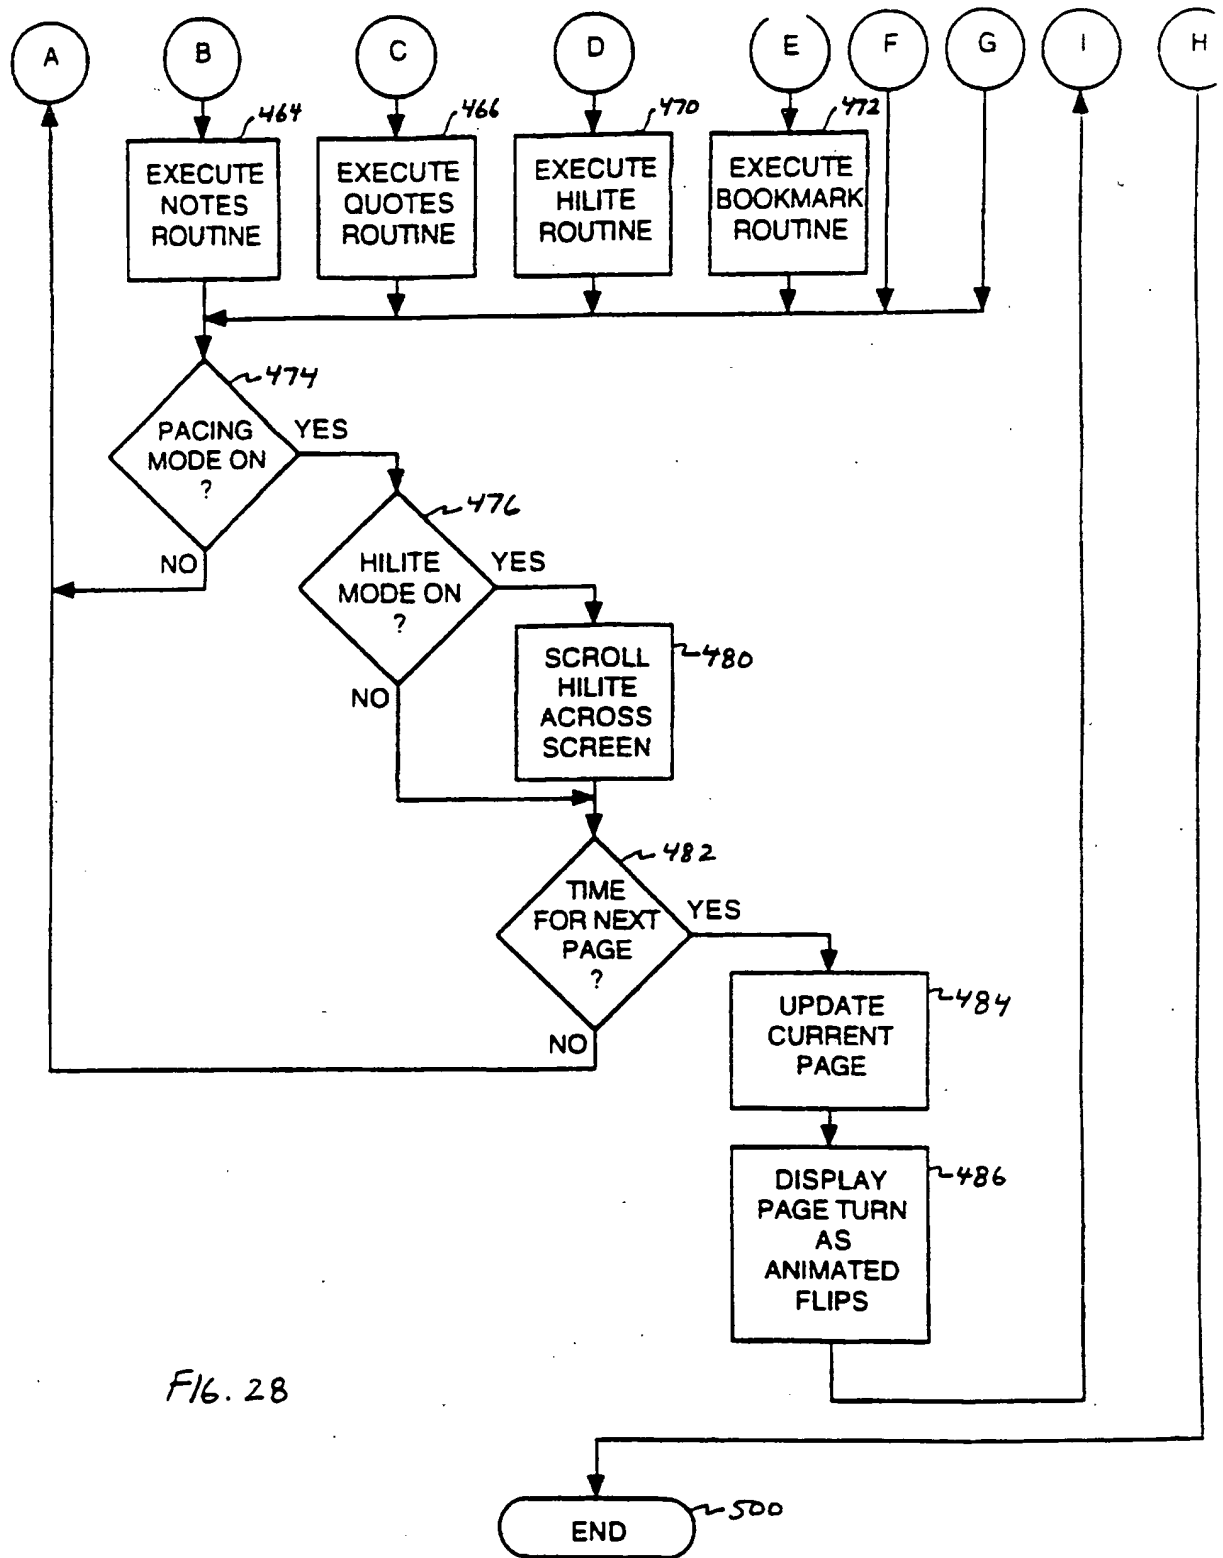 A B C D E F G I H
464 466 470 472
EXECUTE
NOTES
ROUTINE
EXECUTE
QUOTES
ROUTINE
EXECUTE
HILITE
ROUTINE
EXECUTE
BOOKMARK
ROUTINE
474
PACING
MODE ON
?
YES
NO
476
HILITE
MODE ON
?
YES
NO
480
SCROLL
HILITE
ACROSS
SCREEN
482
TIME
FOR NEXT
PAGE
?
YES
NO
484
UPDATE
CURRENT
PAGE
486
DISPLAY
PAGE TURN
AS
ANIMATED
FLIPS
FIG. 28
500
END